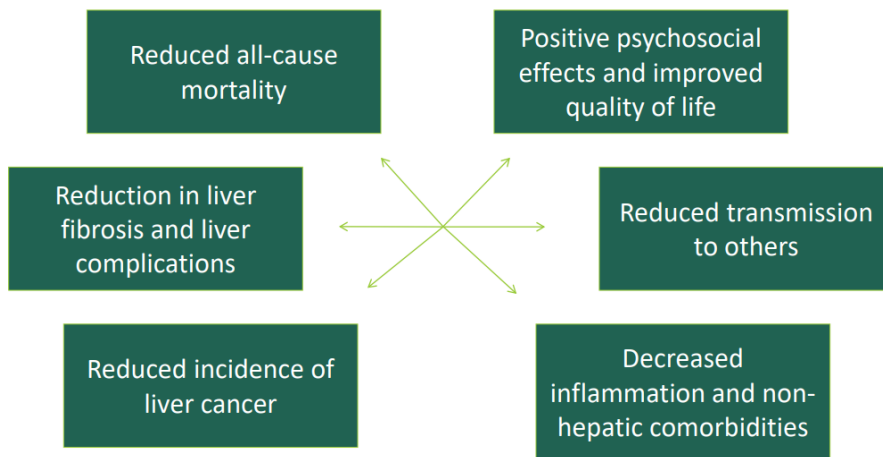 Reduced all-cause
mortality
Positive psychosocial
effects and improved
quality of life
Reduction in liver
fibrosis and liver
complications
Reduced transmission
to others
Reduced incidence of
liver cancer
Decreased
inflammation and non-
hepatic comorbidities